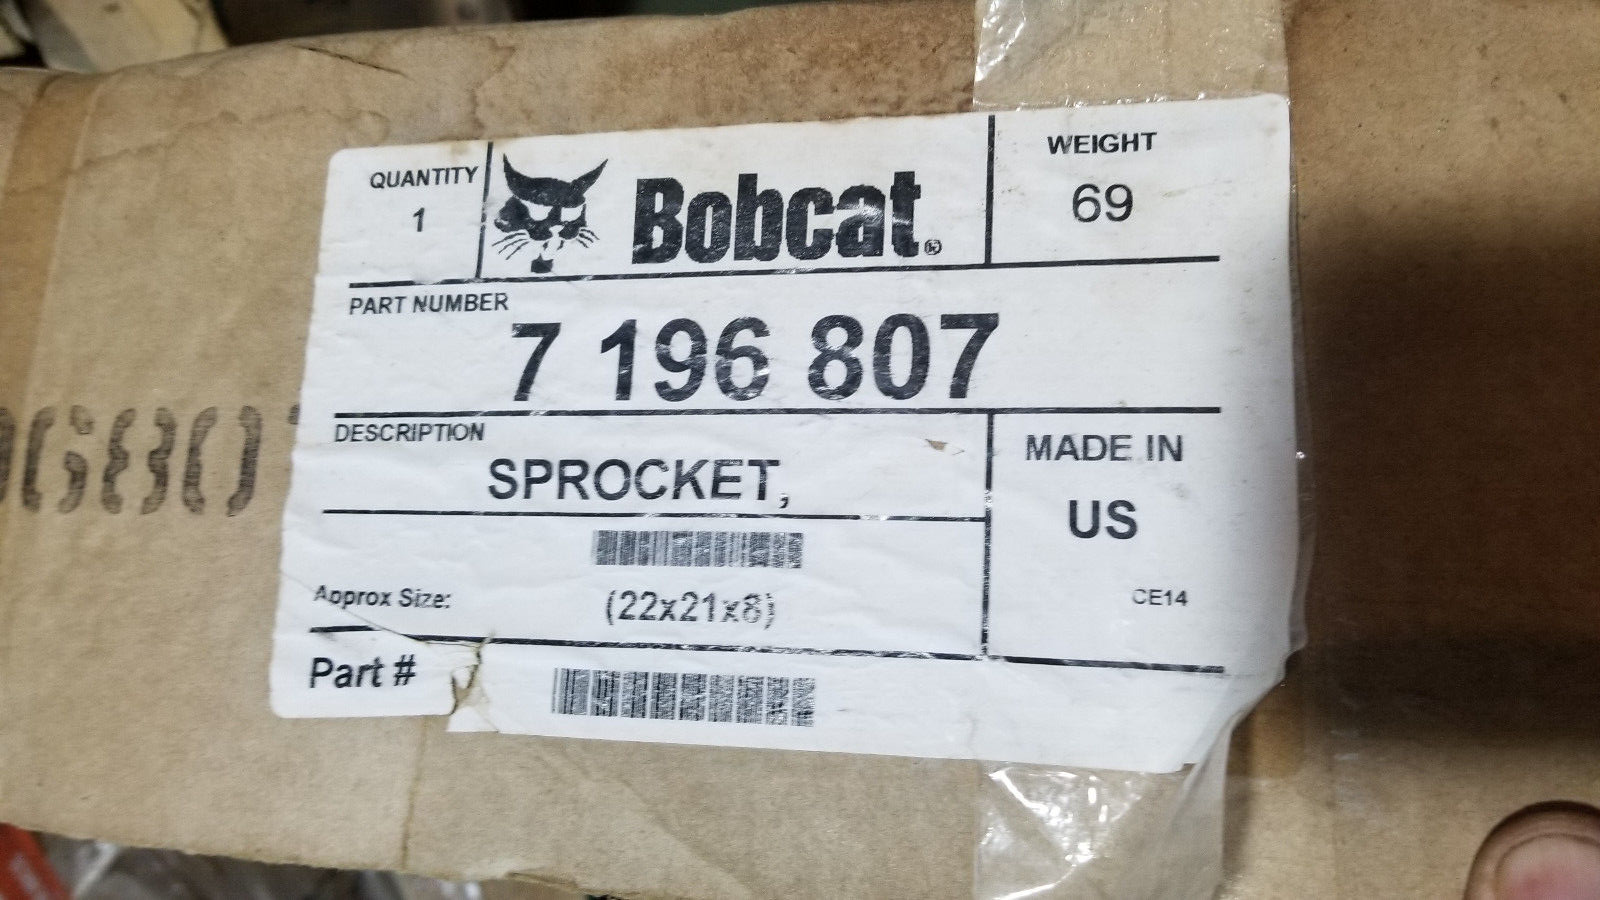 QUANTITY
1
Bobcat®
WEIGHT
69
PART NUMBER
7 196 807
DESCRIPTION
SPROCKET,
MADE IN
US
Approx Size:
(22x21x8)
CE14
Part #
6807